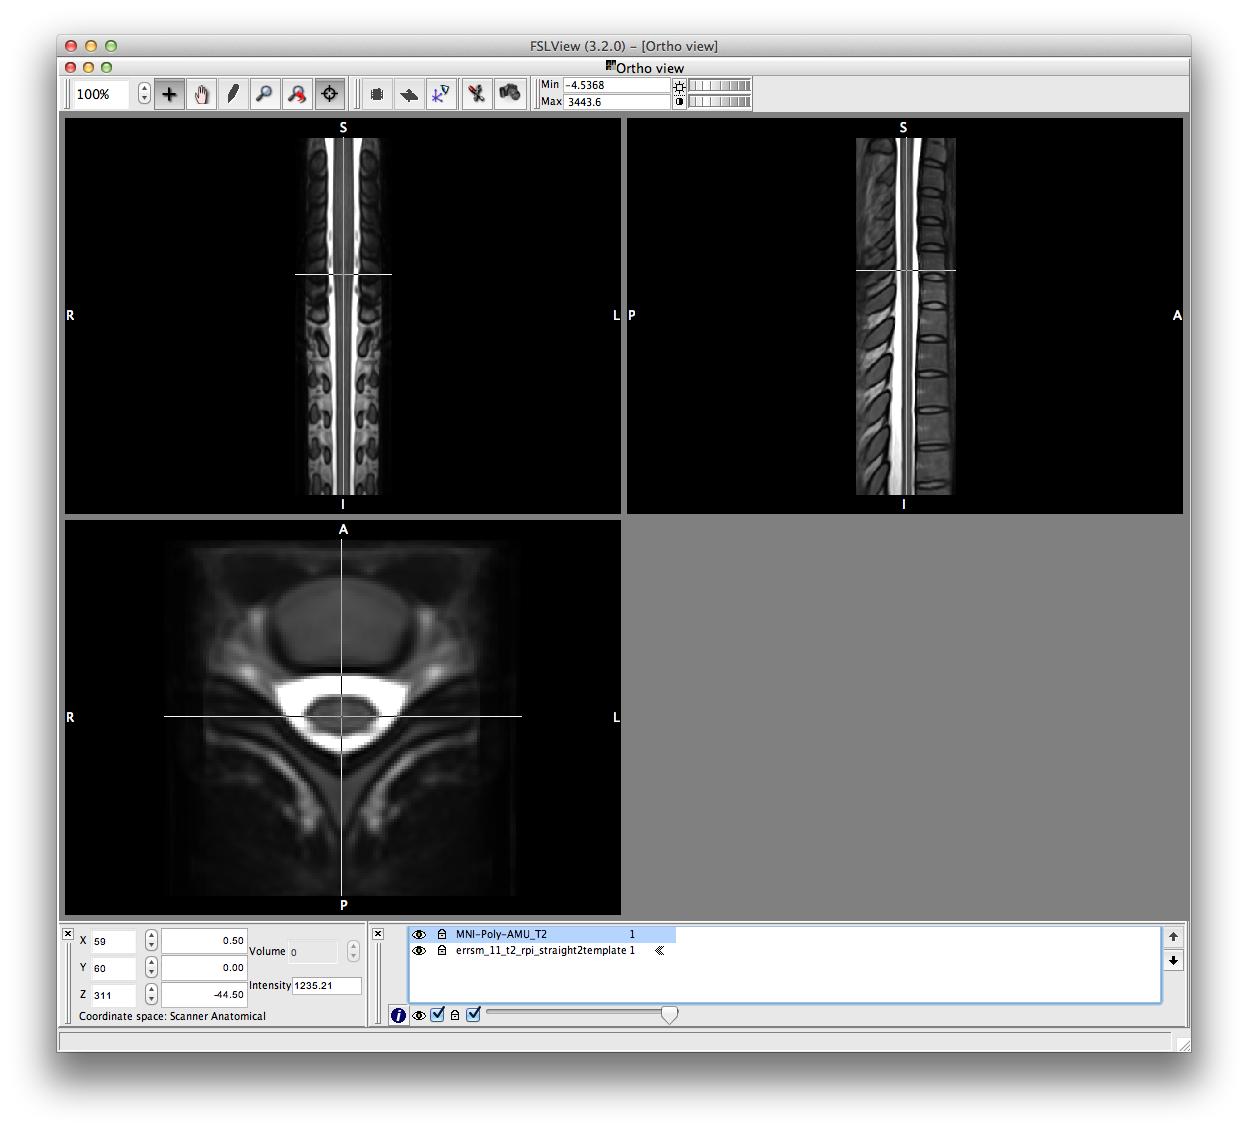 FSLView (3.2.0) – [Ortho view]
Ortho view
100%
Min -4.5368
Max 3443.6
S
R
L
I
S
P
A
I
A
R
L
P
X 59 0.50
Y 60 0.00
Z 311 -44.50
Volume 0
Intensity 1235.21
Coordinate space: Scanner Anatomical
MNI-Poly-AMU_T2 1
errsm_11_t2_rpi_straight2template 1
i